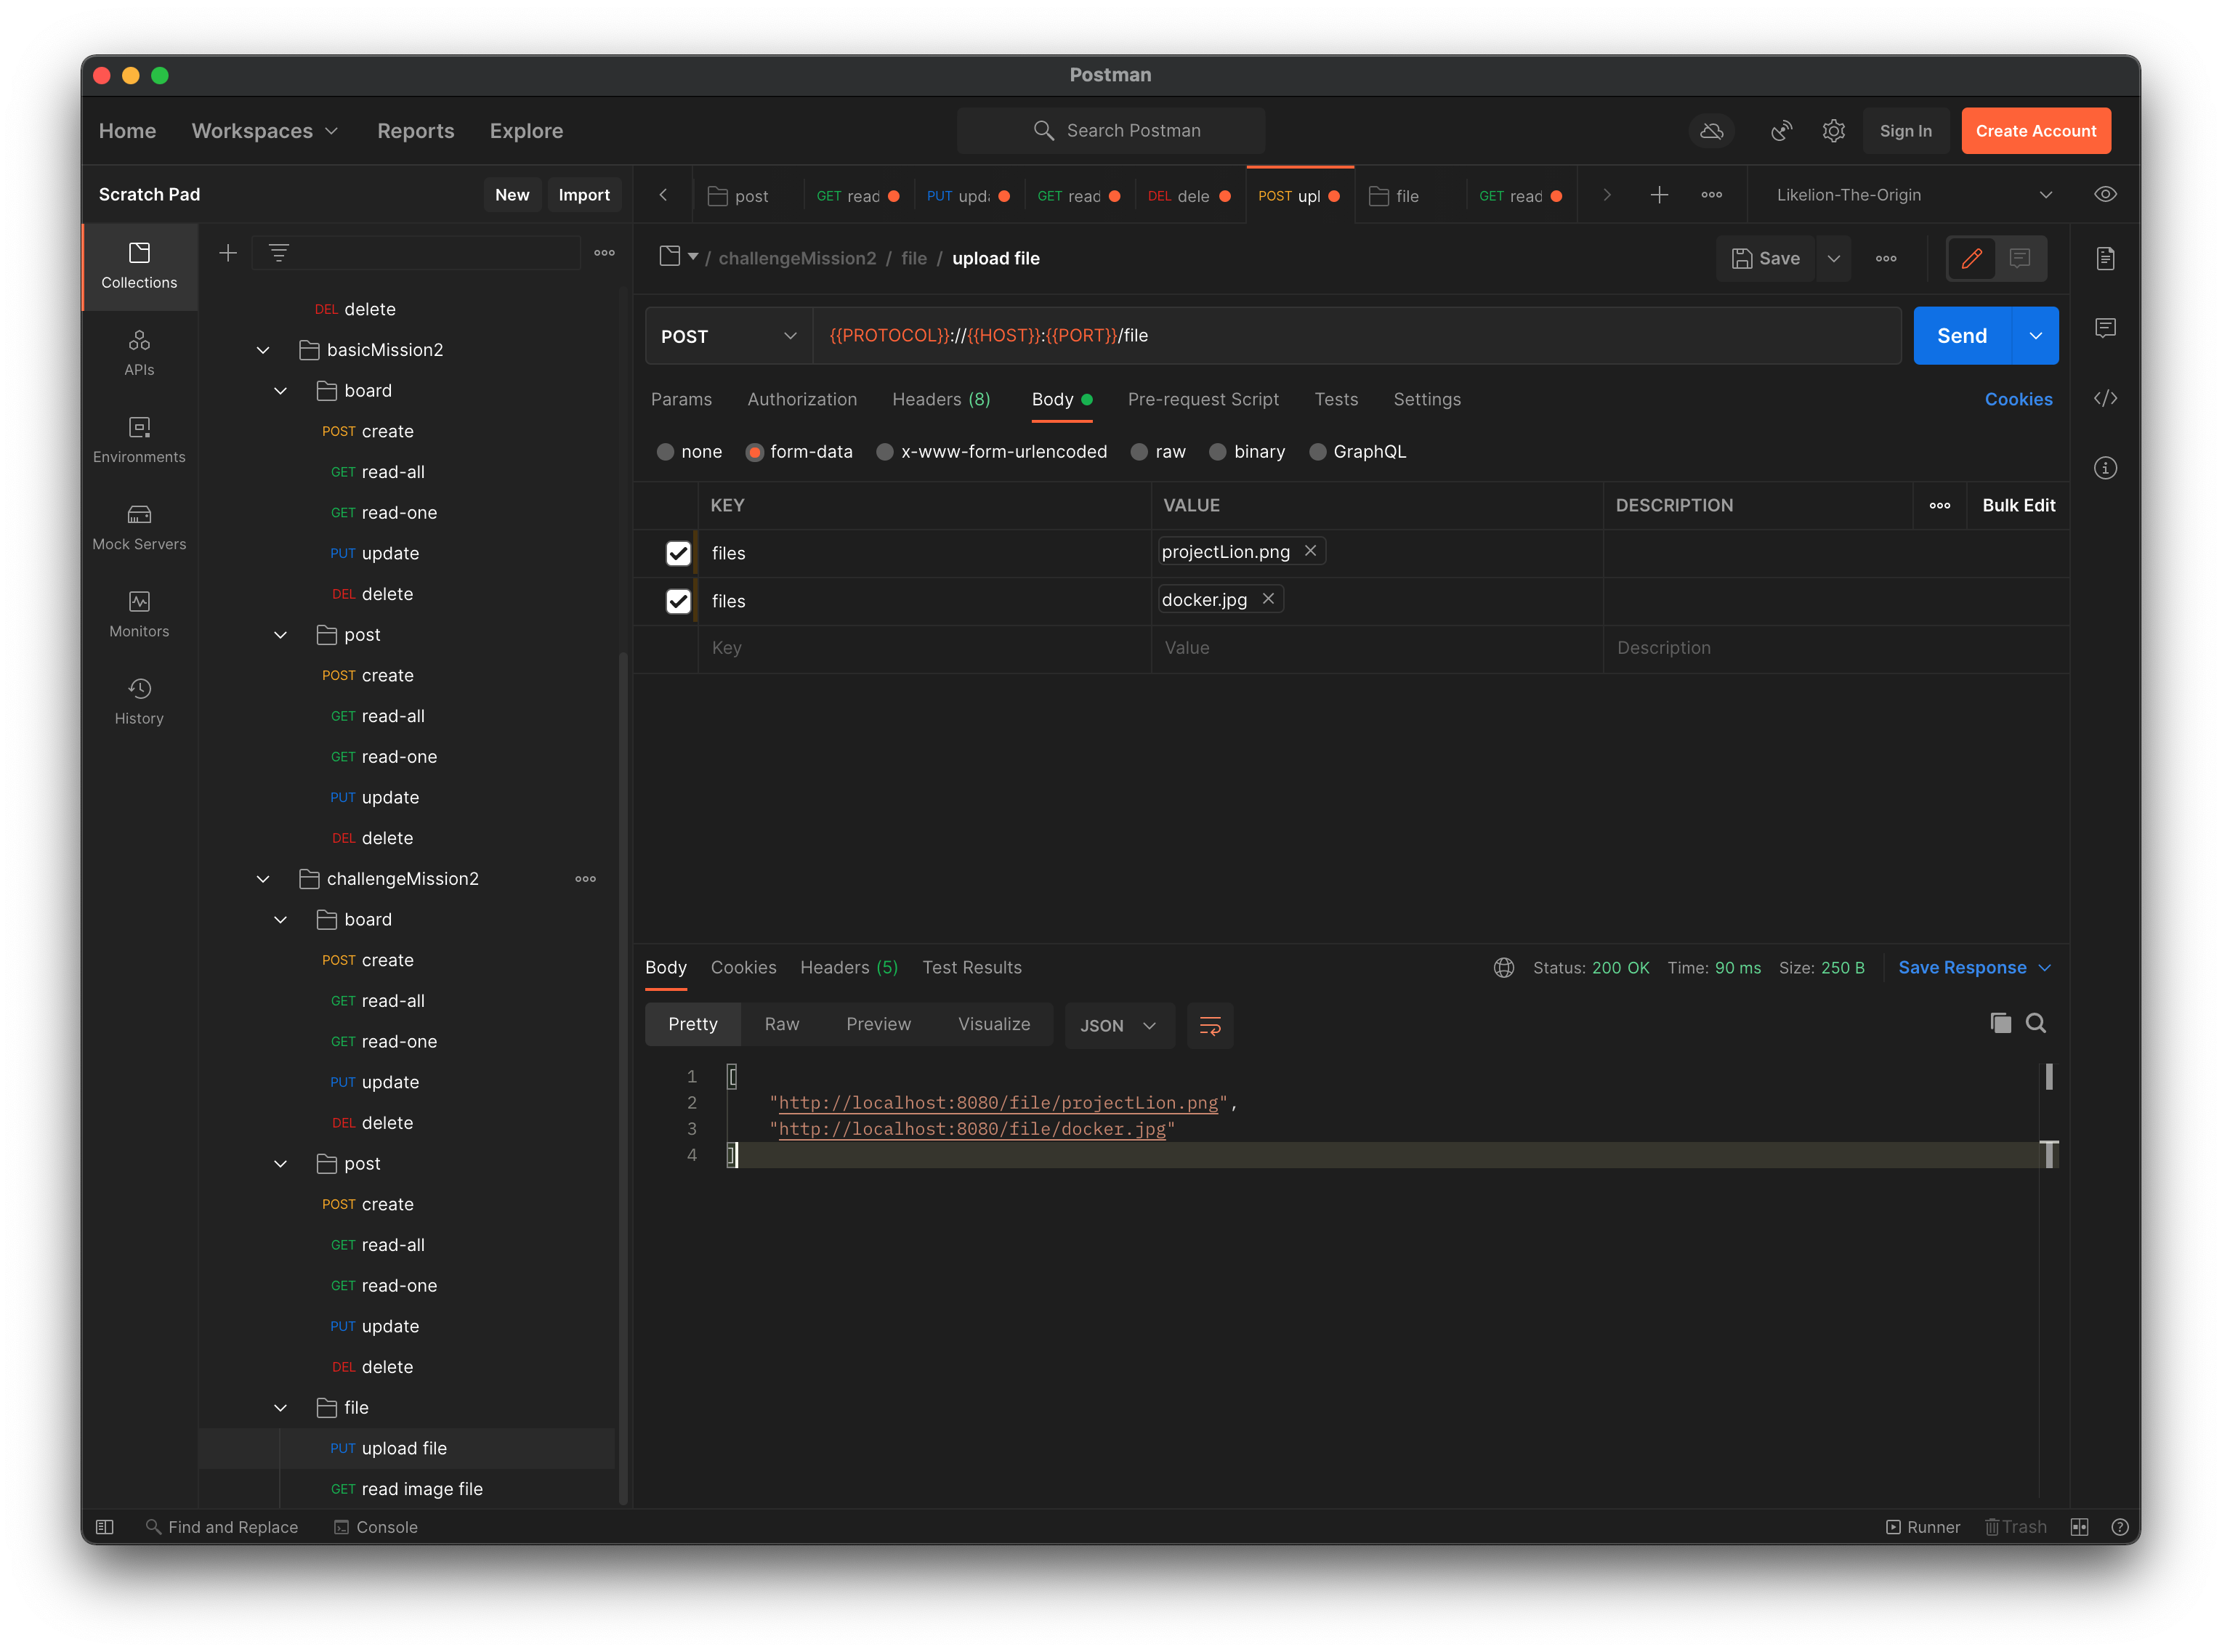 Postman
Home Workspaces Reports Explore
Search Postman
Sign In Create Account
Scratch Pad New Import
post GET read PUT upda GET read DEL dele POST upl file GET read
Likelion-The-Origin
Collections
APIs
Environments
Mock Servers
Monitors
History
DEL delete
basicMission2
board
POST create
GET read-all
GET read-one
PUT update
DEL delete
post
POST create
GET read-all
GET read-one
PUT update
DEL delete
challengeMission2
board
POST create
GET read-all
GET read-one
PUT update
DEL delete
post
POST create
GET read-all
GET read-one
PUT update
DEL delete
file
PUT upload file
GET read image file
/ challengeMission2 / file / upload file
Save
POST {{PROTOCOL}}://{{HOST}}:{{PORT}}/file
Send
Params Authorization Headers (8) Body Pre-request Script Tests Settings Cookies
none form-data x-www-form-urlencoded raw binary GraphQL
KEY VALUE DESCRIPTION Bulk Edit
files projectLion.png
files docker.jpg
Key Value Description
Body Cookies Headers (5) Test Results
Status: 200 OK Time: 90 ms Size: 250 B Save Response
Pretty Raw Preview Visualize JSON
1 [
2 "http://localhost:8080/file/projectLion.png",
3 "http://localhost:8080/file/docker.jpg"
4 ]
Find and Replace Console
Runner Trash